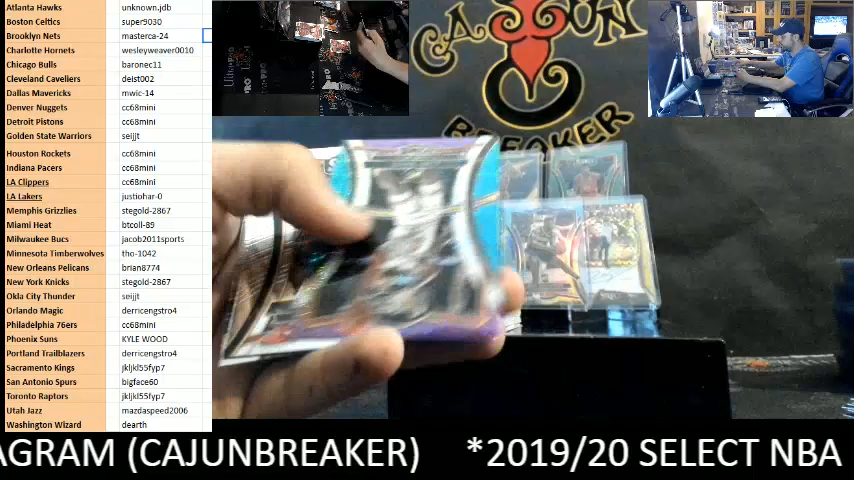 Atlanta Hawks unknown.jdb
Boston Celtics super9030
Brooklyn Nets masterca-24
Charlotte Hornets wesleyweaver0010
Chicago Bulls baronec11
Cleveland Caveliers deist002
Dallas Mavericks mwic-14
Denver Nuggets cc68mini
Detroit Pistons cc68mini
Golden State Warriors seijjt
Houston Rockets cc68mini
Indiana Pacers cc68mini
LA Clippers cc68mini
LA Lakers justiohar-0
Memphis Grizzlies stegold-2867
Miami Heat btcoll-89
Milwaukee Bucs jacob2011sports
Minnesota Timberwolves tho-1042
New Orleans Pelicans brian8774
New York Knicks stegold-2867
Okla City Thunder seijjt
Orlando Magic derricengstro4
Philadelphia 76ers cc68mini
Phoenix Suns KYLE WOOD
Portland Trailblazers derricengstro4
Sacramento Kings jkljkl55fyp7
San Antonio Spurs bigface60
Toronto Raptors jkljkl55fyp7
Utah Jazz mazdaspeed2006
Washington Wizard dearth
CAJUN
BREAKER
AGRAM (CAJUNBREAKER) *2019/20 SELECT NBA